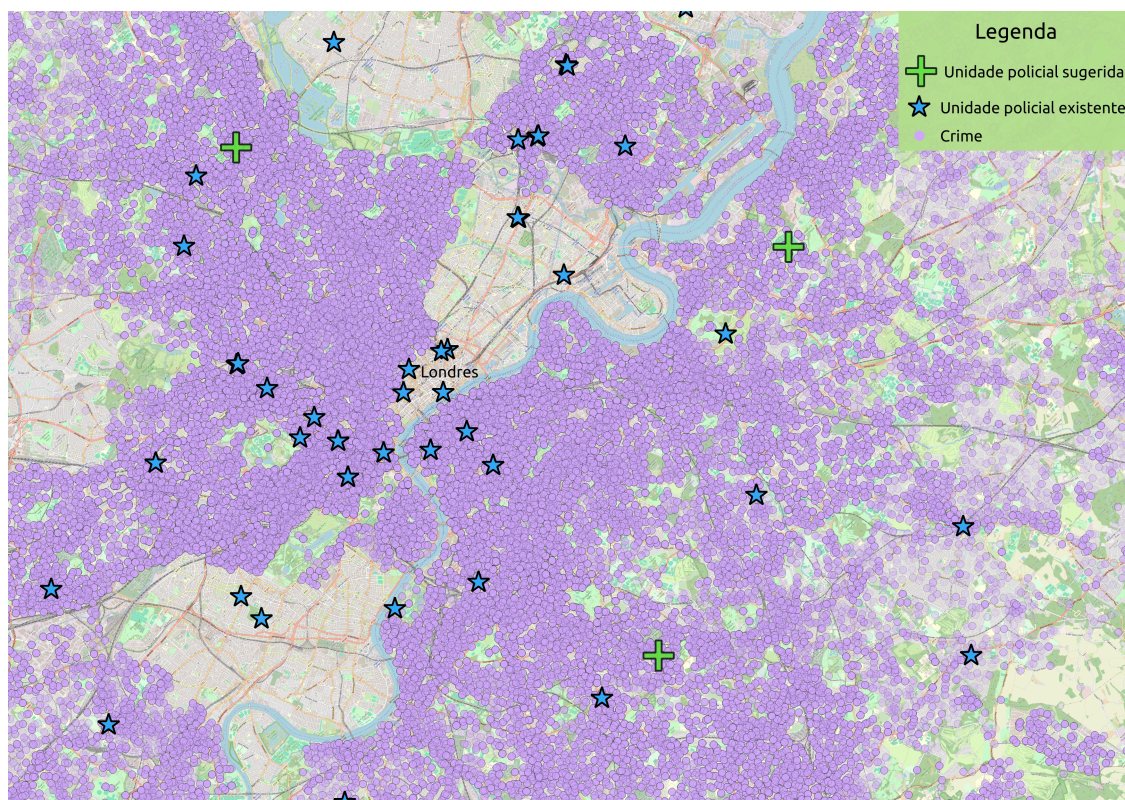 Legenda
Unidade policial sugerida
Unidade policial existente
Crime
Londres